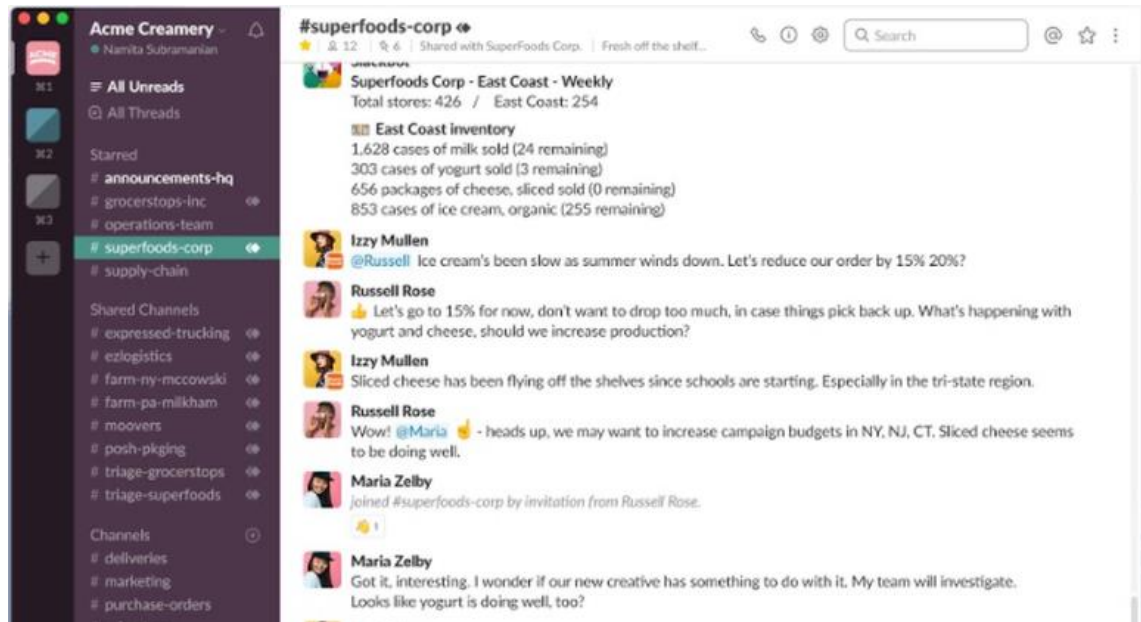 Acme Creamery
Namita Subramanian
ACME
⌘1
⌘2
⌘3
+
All Unreads
All Threads
Starred
# announcements-hq
# grocerstops-inc
# operations-team
# superfoods-corp
# supply-chain
Shared Channels
# expressed-trucking
# ezlogistics
# farm-ny-mccowski
# farm-pa-milkham
# moovers
# posh-pkging
# triage-grocerstops
# triage-superfoods
Channels
# deliveries
# marketing
# purchase-orders
#superfoods-corp
12 | 6 | Shared with SuperFoods Corp. | Fresh off the shelf...
Search
Slackbot
Superfoods Corp - East Coast - Weekly
Total stores: 426 / East Coast: 254
East Coast inventory
1,628 cases of milk sold (24 remaining)
303 cases of yogurt sold (3 remaining)
656 packages of cheese, sliced sold (0 remaining)
853 cases of ice cream, organic (255 remaining)
Izzy Mullen
@Russell Ice cream's been slow as summer winds down. Let's reduce our order by 15% 20%?
Russell Rose
👍 Let's go to 15% for now, don't want to drop too much, in case things pick back up. What's happening with
yogurt and cheese, should we increase production?
Izzy Mullen
Sliced cheese has been flying off the shelves since schools are starting. Especially in the tri-state region.
Russell Rose
Wow! @Maria ☝ - heads up, we may want to increase campaign budgets in NY, NJ, CT. Sliced cheese seems
to be doing well.
Maria Zelby
joined #superfoods-corp by invitation from Russell Rose.
1
Maria Zelby
Got it, interesting. I wonder if our new creative has something to do with it. My team will investigate.
Looks like yogurt is doing well, too?